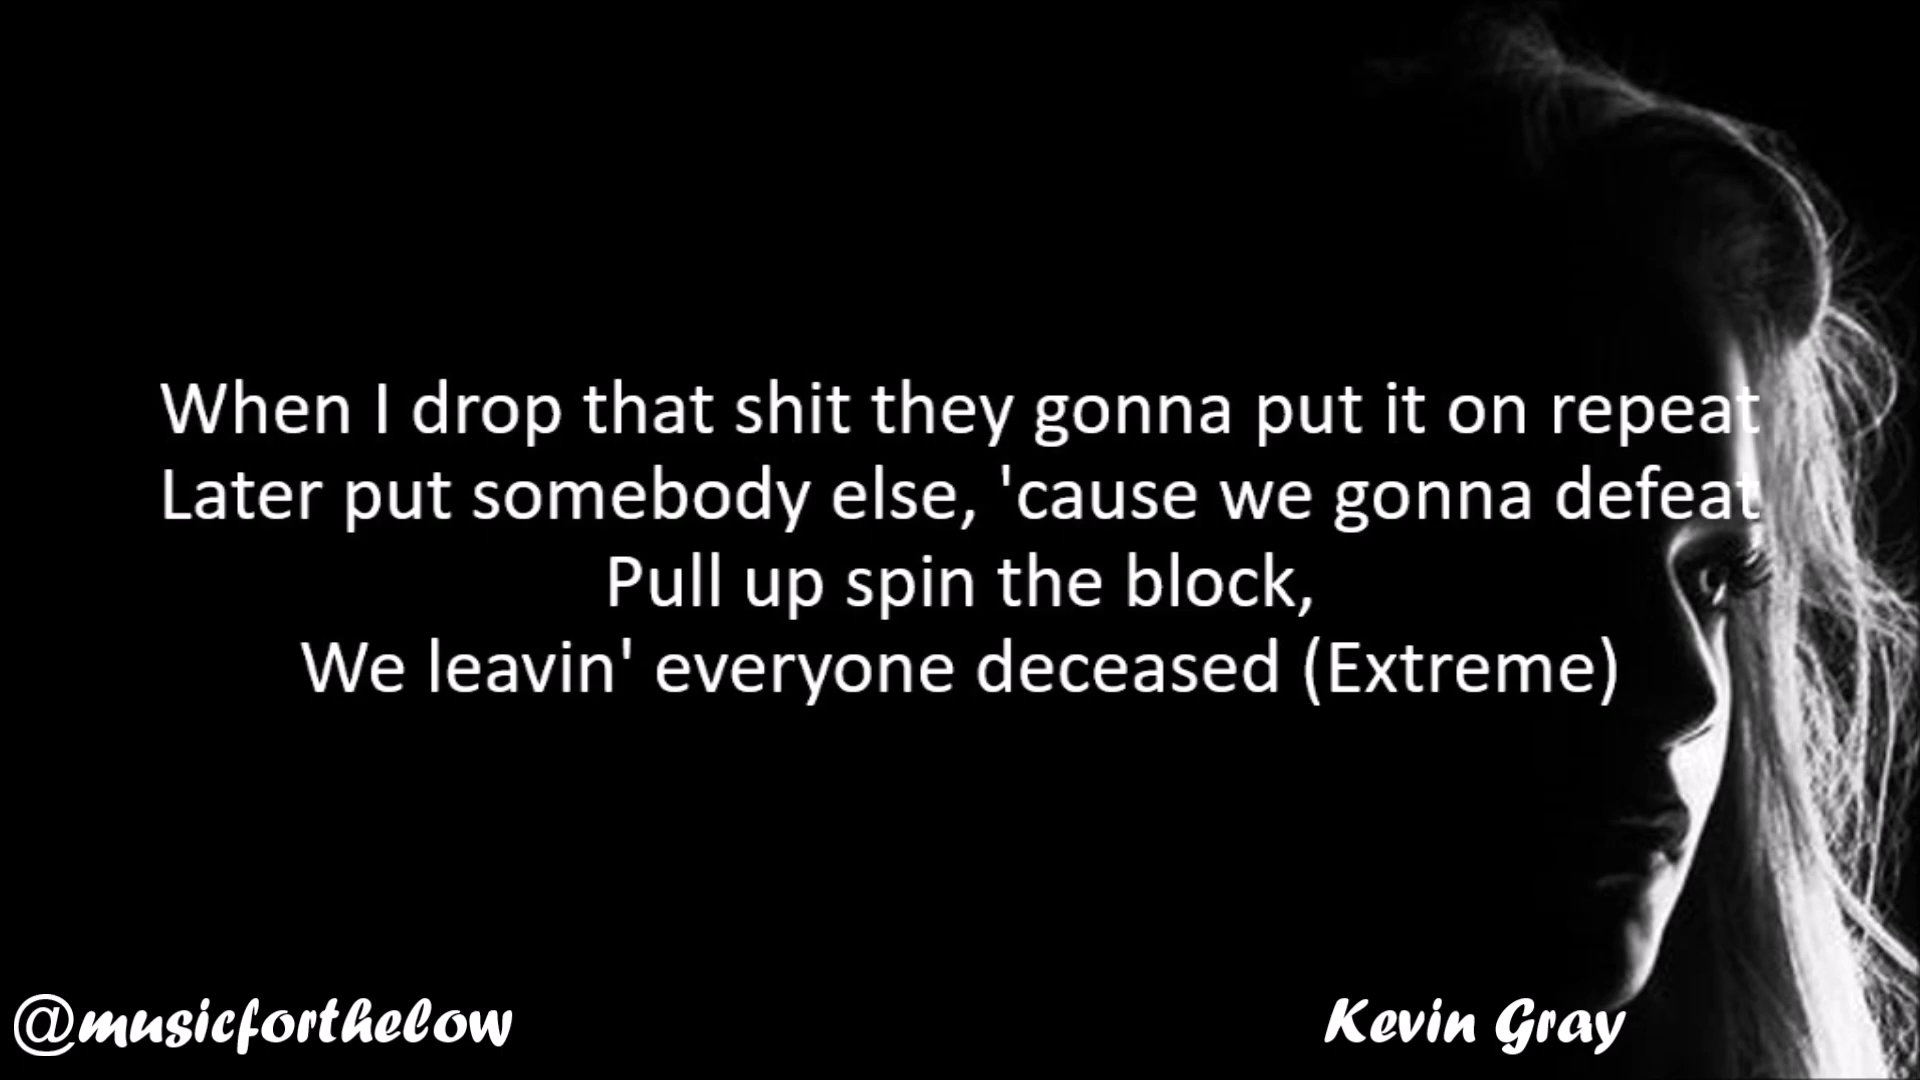 When I drop that shit they gonna put it on repeat
Later put somebody else, 'cause we gonna defeat
Pull up spin the block,
We leavin' everyone deceased (Extreme)
@musicforthelow
Kevin Gray